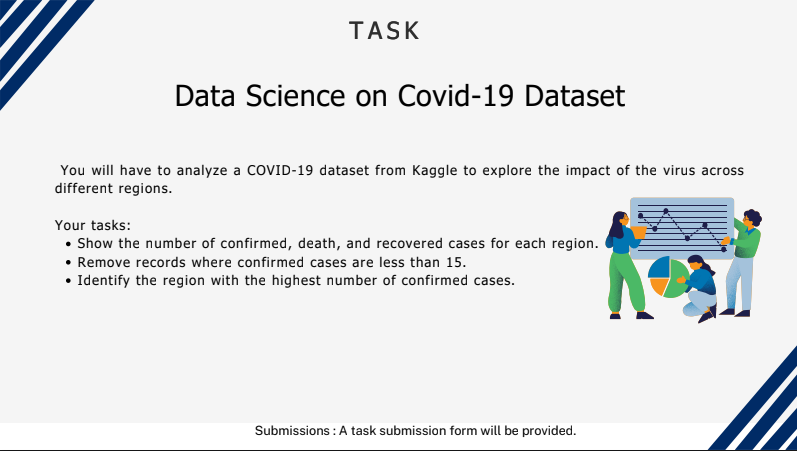 TASK
Data Science on Covid-19 Dataset
You will have to analyze a COVID-19 dataset from Kaggle to explore the impact of the virus across
different regions.
Your tasks:
• Show the number of confirmed, death, and recovered cases for each region.
• Remove records where confirmed cases are less than 15.
• Identify the region with the highest number of confirmed cases.
Submissions : A task submission form will be provided.